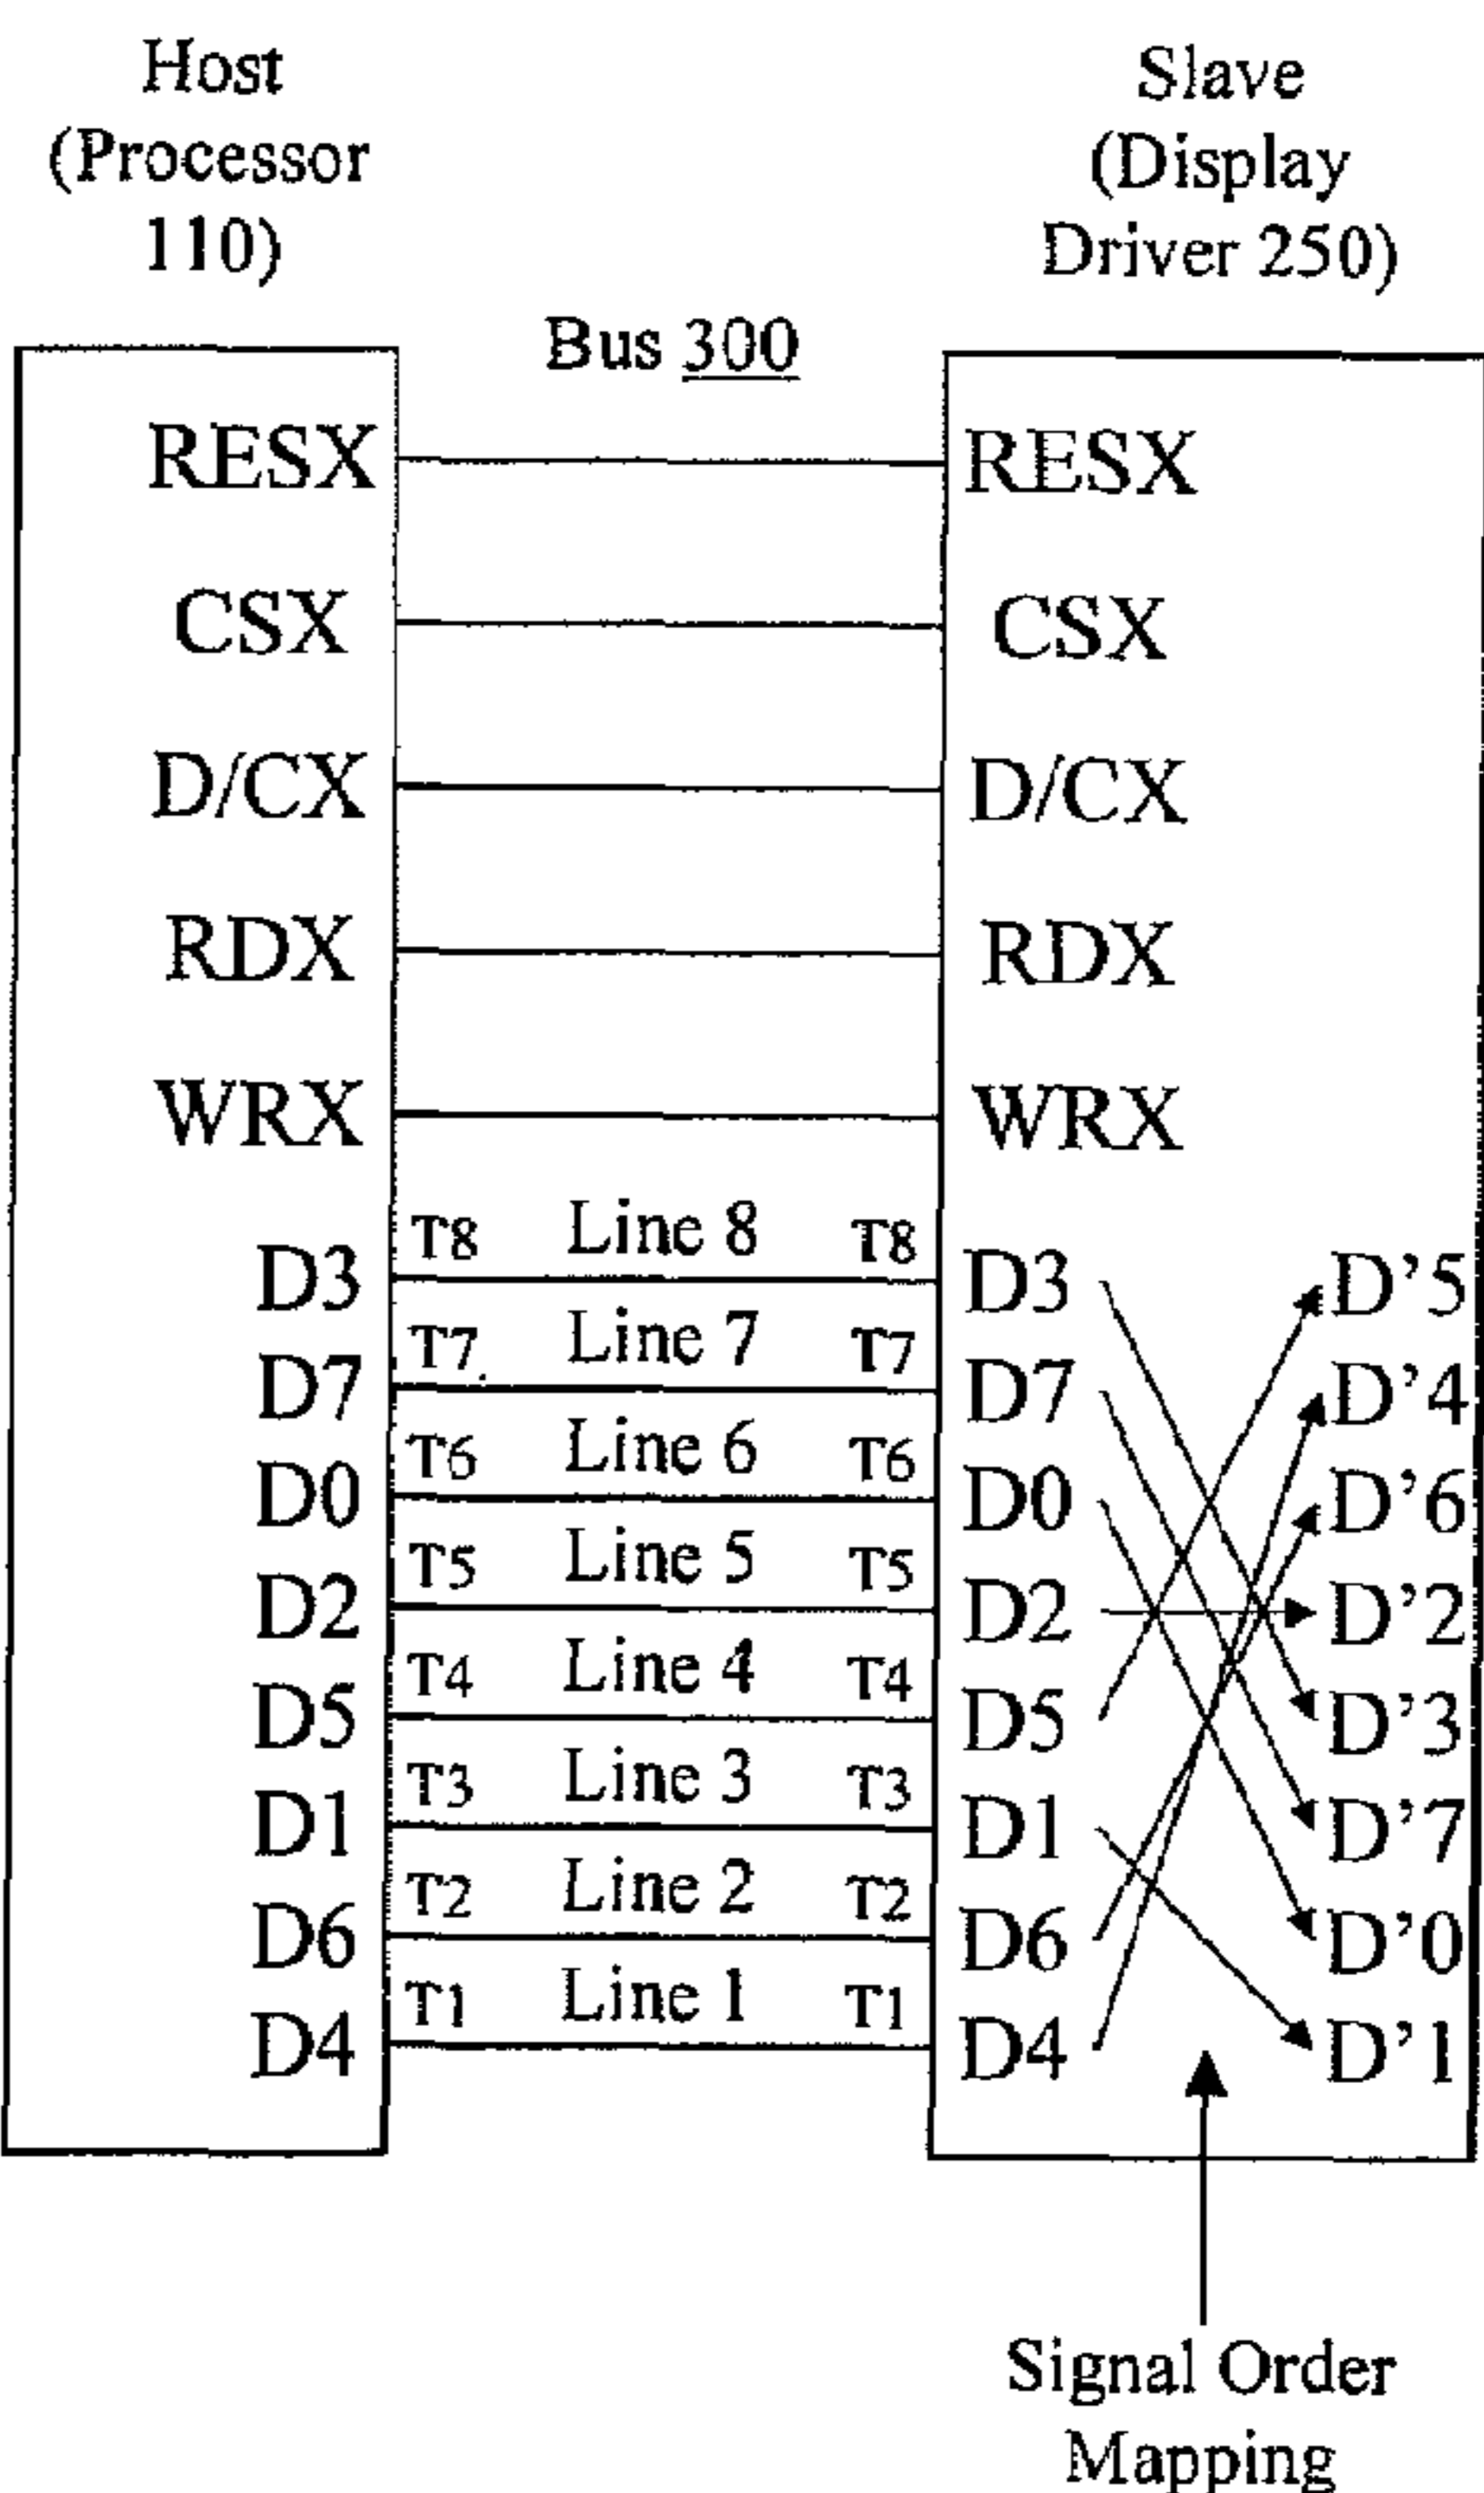 Host
(Processor
110)
Slave
(Display
Driver 250)
Bus 300
RESX RESX
CSX CSX
D/CX D/CX
RDX RDX
WRX WRX
T8 Line 8 T8
D3 D3 D'5
T7 Line 7 T7
D7 D7 D'4
T6 Line 6 T6
D0 D0 D'6
T5 Line 5 T5
D2 D2 D'2
T4 Line 4 T4
D5 D5 D'3
T3 Line 3 T3
D1 D1 D'7
T2 Line 2 T2
D6 D6 D'0
T1 Line 1 T1
D4 D4 D'1
Signal Order
Mapping